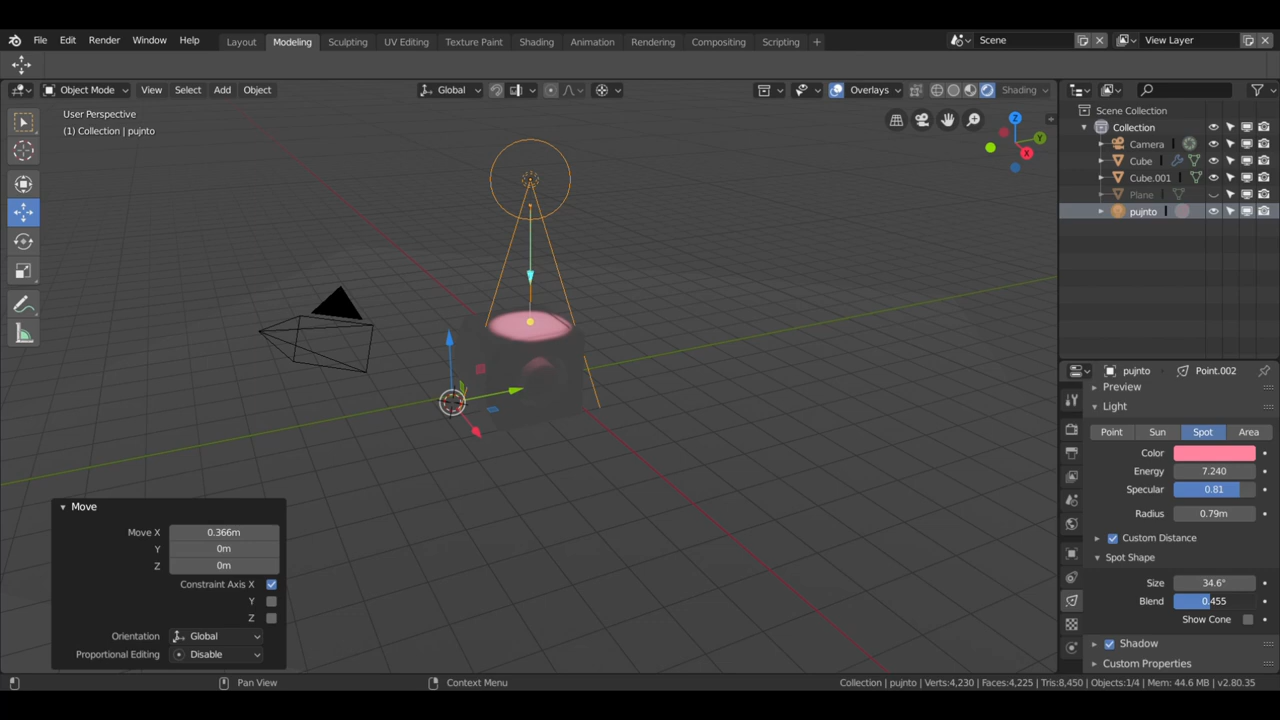 File Edit Render Window Help Layout Modeling Sculpting UV Editing Texture Paint Shading Animation Rendering Compositing Scripting + Scene View Layer
Object Mode View Select Add Object Global Overlays Shading
User Perspective
(1) Collection | pujnto
Z
Y
X
Scene Collection
Collection
Camera
Cube
Cube.001
Plane
pujnto
pujnto Point.002
Preview
Light
Point Sun Spot Area
Color
Energy 7.240
Specular 0.81
Radius 0.79m
Custom Distance
Spot Shape
Size 34.6°
Blend 0.455
Show Cone
Shadow
Custom Properties
Move
Move X 0.366m
Y 0m
Z 0m
Constraint Axis X
Y
Z
Orientation Global
Proportional Editing Disable
Pan View Context Menu Collection | pujnto | Verts:4,230 | Faces:4,225 | Tris:8,450 | Objects:1/4 | Mem: 44.6 MB | v2.80.35